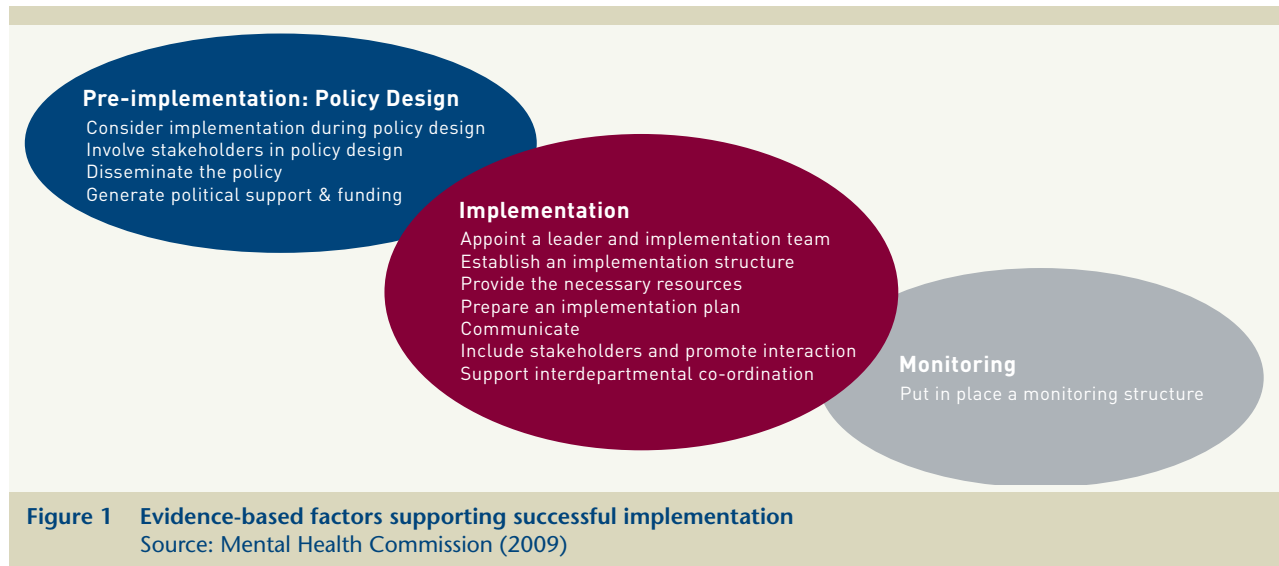 Pre-implementation: Policy Design
Consider implementation during policy design
Involve stakeholders in policy design
Disseminate the policy
Generate political support & funding
Implementation
Appoint a leader and implementation team
Establish an implementation structure
Provide the necessary resources
Prepare an implementation plan
Communicate
Include stakeholders and promote interaction
Support interdepartmental co-ordination
Monitoring
Put in place a monitoring structure
Figure 1 Evidence-based factors supporting successful implementation
Source: Mental Health Commission (2009)